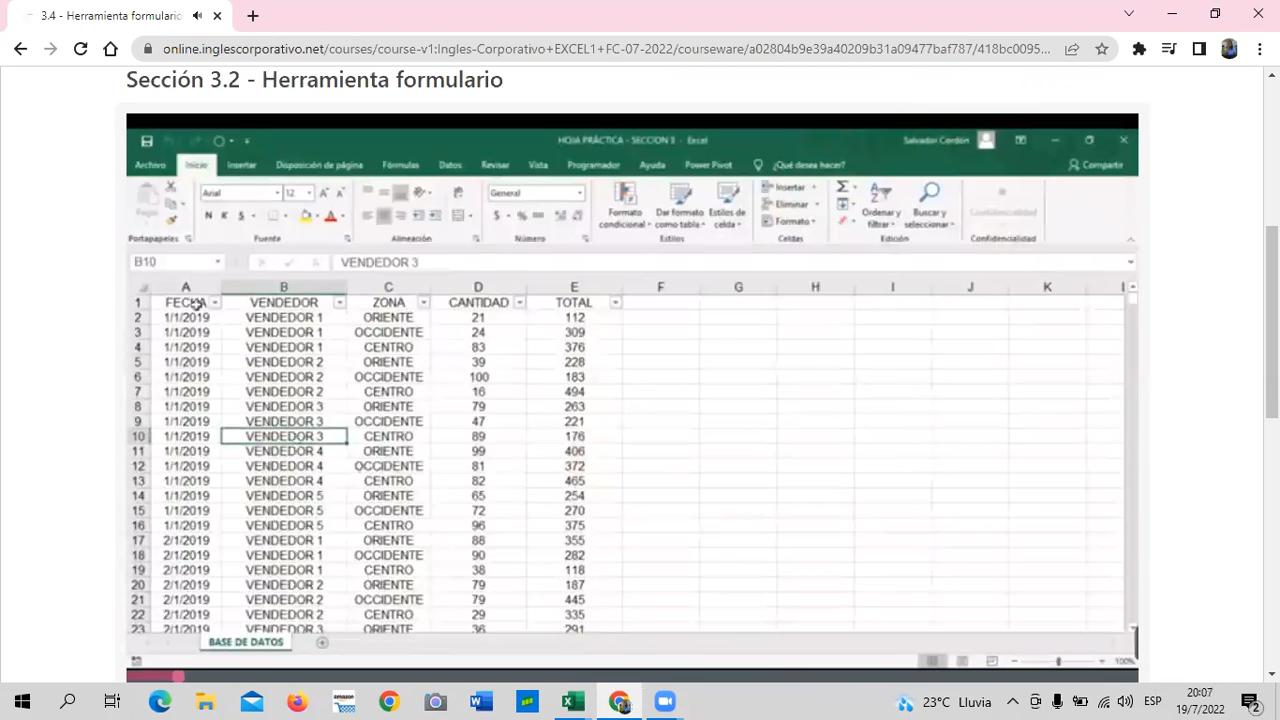 3.4 - Herramienta formulario
online.inglescorporativo.net/courses/course-v1:Ingles-Corporativo+EXCEL1+FC-07-2022/courseware/a02804b9e39a40209b31a09477baf787/418bc0095...
Sección 3.2 - Herramienta formulario
HOJA PRÁCTICA - SECCION 3 - Excel
Salvador Cordón
Archivo Inicio Insertar Disposición de página Fórmulas Datos Revisar Vista Programador Ayuda Power Pivot ¿Qué desea hacer? Compartir
Pegar Arial 12 General Formato condicional Dar formato como tabla Estilos de celda Insertar Eliminar Formato Ordenar y filtrar Buscar y seleccionar Confidencialidad
N K S $ % 000
Portapapeles Fuente Alineación Número Estilos Celdas Edición Confidencialidad
B10 VENDEDOR 3
A B C D E F G H I J K
1 FECHA VENDEDOR ZONA CANTIDAD TOTAL
2 1/1/2019 VENDEDOR 1 ORIENTE 21 112
3 1/1/2019 VENDEDOR 1 OCCIDENTE 24 309
4 1/1/2019 VENDEDOR 1 CENTRO 83 376
5 1/1/2019 VENDEDOR 2 ORIENTE 39 228
6 1/1/2019 VENDEDOR 2 OCCIDENTE 100 183
7 1/1/2019 VENDEDOR 2 CENTRO 16 494
8 1/1/2019 VENDEDOR 3 ORIENTE 79 263
9 1/1/2019 VENDEDOR 3 OCCIDENTE 47 221
10 1/1/2019 VENDEDOR 3 CENTRO 89 176
11 1/1/2019 VENDEDOR 4 ORIENTE 99 406
12 1/1/2019 VENDEDOR 4 OCCIDENTE 81 372
13 1/1/2019 VENDEDOR 4 CENTRO 82 465
14 1/1/2019 VENDEDOR 5 ORIENTE 65 254
15 1/1/2019 VENDEDOR 5 OCCIDENTE 72 270
16 1/1/2019 VENDEDOR 5 CENTRO 96 375
17 2/1/2019 VENDEDOR 1 ORIENTE 88 355
18 2/1/2019 VENDEDOR 1 OCCIDENTE 90 282
19 2/1/2019 VENDEDOR 1 CENTRO 38 118
20 2/1/2019 VENDEDOR 2 ORIENTE 79 187
21 2/1/2019 VENDEDOR 2 OCCIDENTE 79 445
22 2/1/2019 VENDEDOR 2 CENTRO 29 335
23 2/1/2019 VENDEDOR 3 ORIENTE 36 291
BASE DE DATOS
100%
23°C Lluvia ESP 20:07
19/7/2022 2